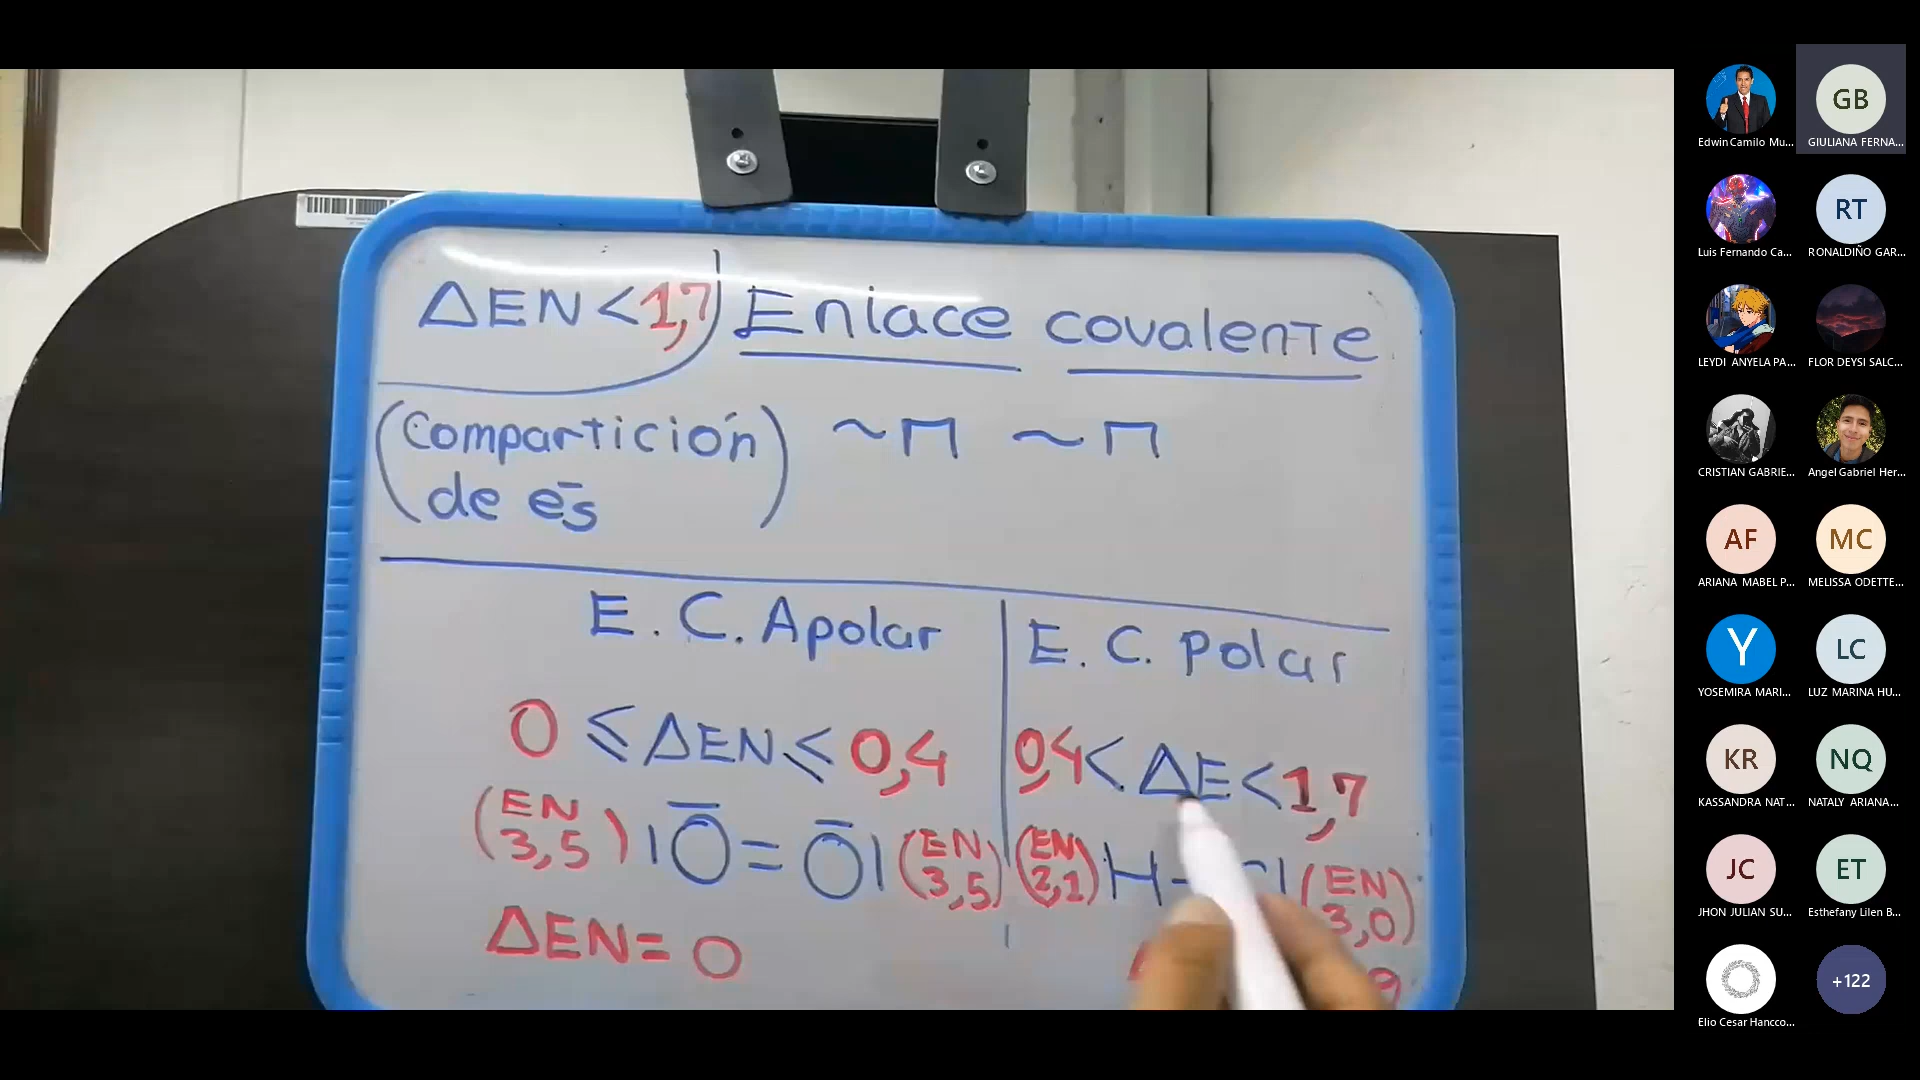 ΔEN < 1,7
Enlace covalente
(Compartición de e̅s)
~П ~П
E. C. Apolar
E. C. Polar
0 ≤ ΔEN ≤ 0,4
0,4 < ΔE < 1,7
(EN 3,5) |O̅ = O̅| (EN 3,5)
(EN 2,1) H - Cl (EN 3,0)
ΔEN = 0
9
Edwin Camilo Mu...
GB
GIULIANA FERNA...
Luis Fernando Ca...
RT
RONALDIÑO GAR...
LEYDI ANYELA PA...
FLOR DEYSI SALC...
CRISTIAN GABRIE...
Angel Gabriel Her...
AF
ARIANA MABEL P...
MC
MELISSA ODETTE...
Y
YOSEMIRA MARI...
LC
LUZ MARINA HU...
KR
KASSANDRA NAT...
NQ
NATALY ARIANA...
JC
JHON JULIAN SU...
ET
Esthefany Lilen B...
Elio Cesar Hancco...
+122